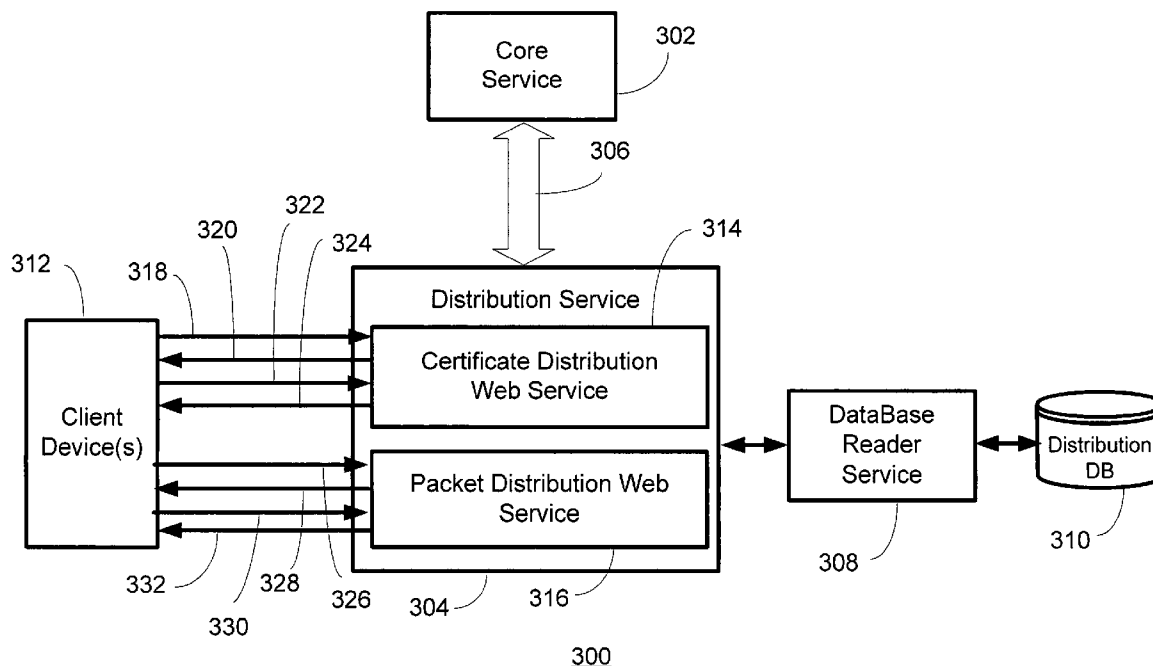 Core
Service
302
306
322
320
324
314
312
318
Distribution Service
Certificate Distribution
Web Service
Client
Device(s)
DataBase
Reader
Service
Distribution
DB
Packet Distribution Web
Service
310
308
332
328
326
316
304
330
300